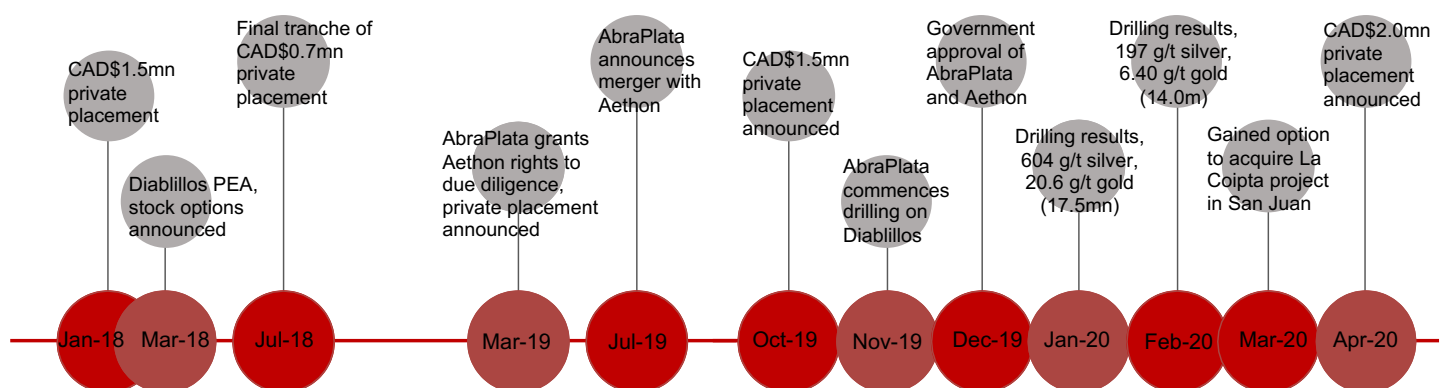 CAD$1.5mn
private
placement
Diablillos PEA,
stock options
announced
Final tranche of
CAD$0.7mn
private
placement
AbraPlata grants
Aethon rights to
due diligence,
private placement
announced
AbraPlata
announces
merger with
Aethon
CAD$1.5mn
private
placement
announced
AbraPlata
commences
drilling on
Diablillos
Government
approval of
AbraPlata
and Aethon
Drilling results,
604 g/t silver,
20.6 g/t gold
(17.5mn)
Drilling results,
197 g/t silver,
6.40 g/t gold
(14.0m)
Gained option
to acquire La
Coipta project
in San Juan
CAD$2.0mn
private
placement
announced
Jan-18
Mar-18
Jul-18
Mar-19
Jul-19
Oct-19
Nov-19
Dec-19
Jan-20
Feb-20
Mar-20
Apr-20